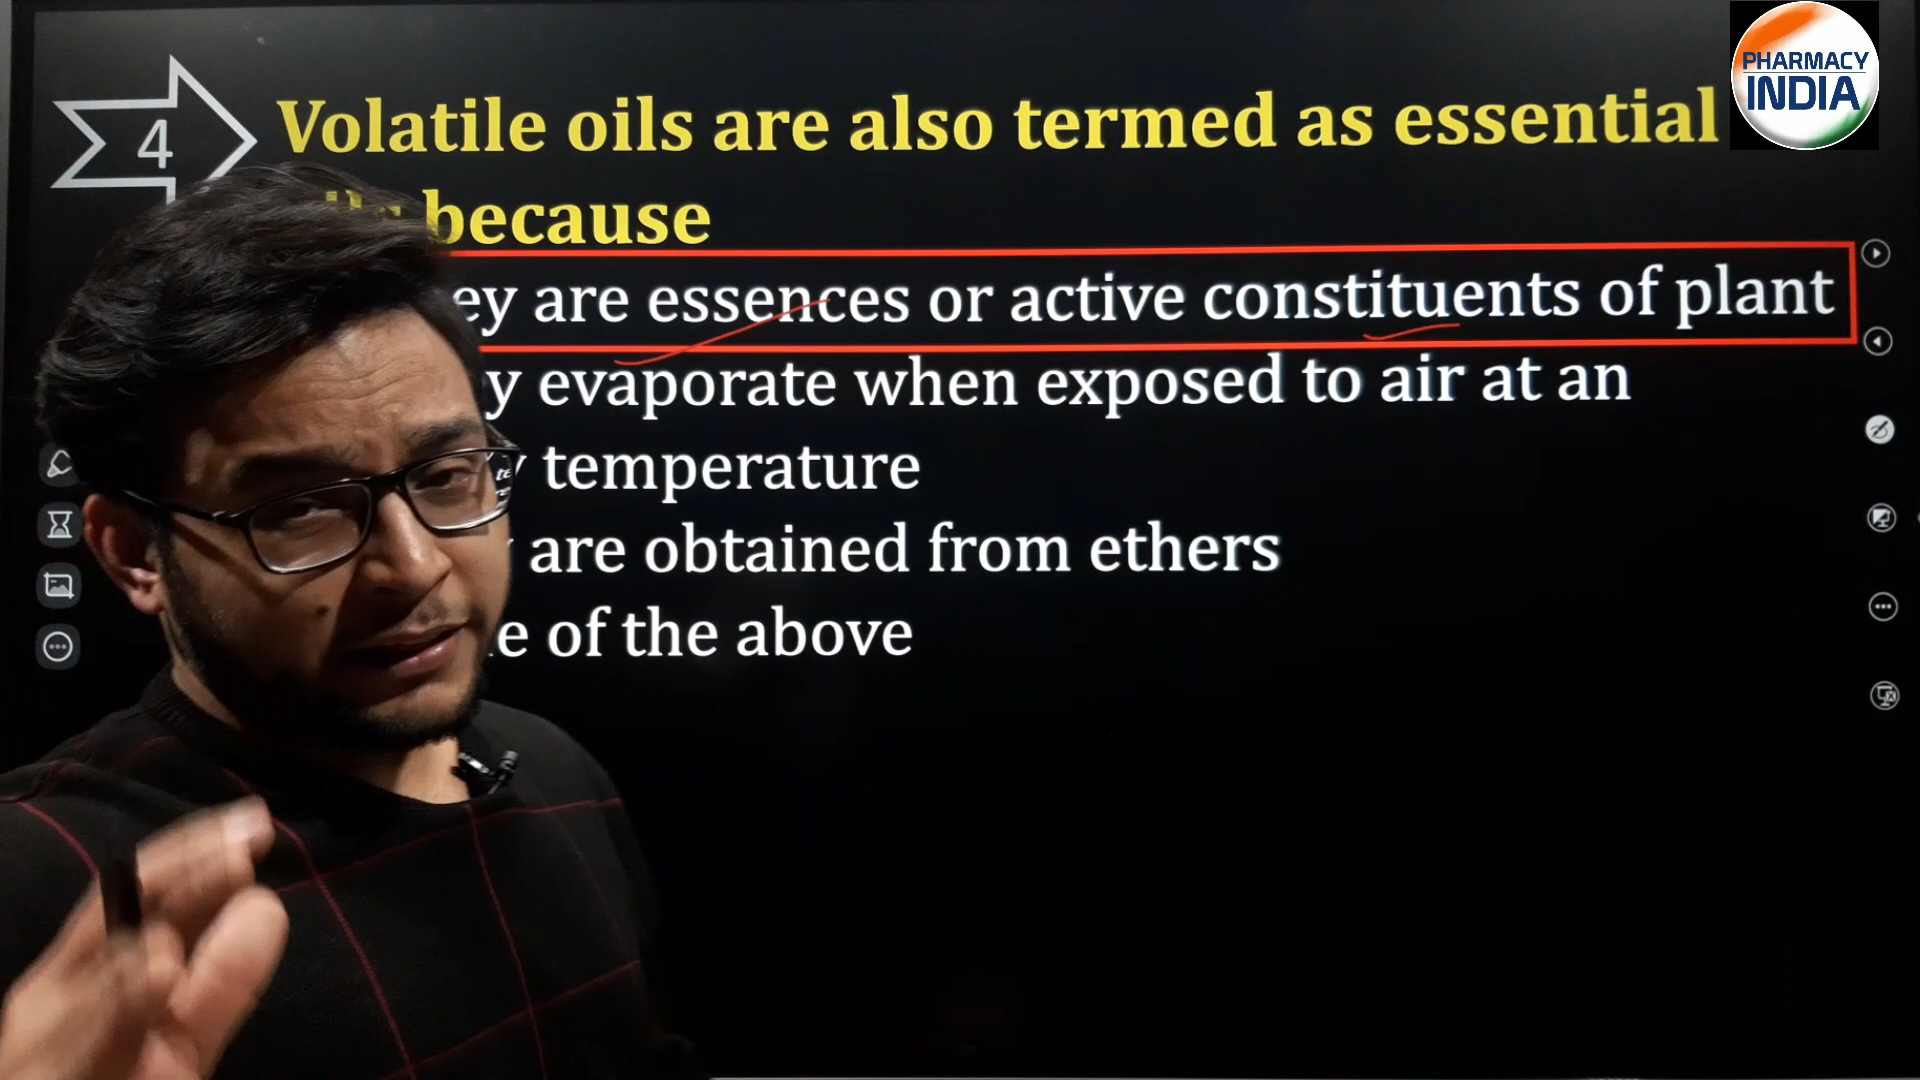 PHARMACY
INDIA
4
Volatile oils are also termed as essential
because
are essences or active constituents of plant
evaporate when exposed to air at an
temperature
are obtained from ethers
of the above